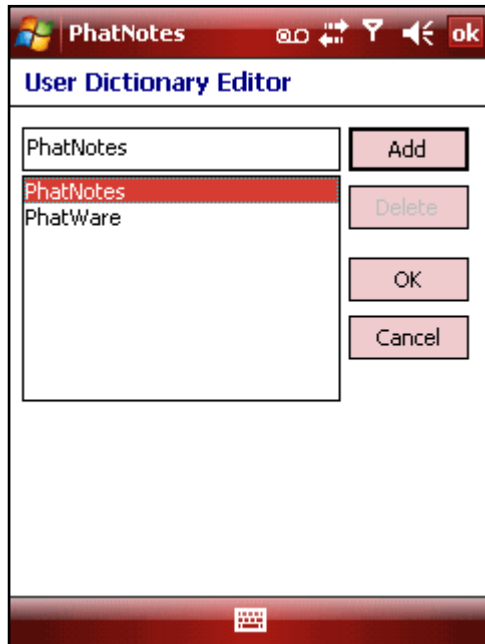 PhatNotes ok
User Dictionary Editor
PhatNotes Add
PhatNotes
PhatWare
Delete
OK
Cancel